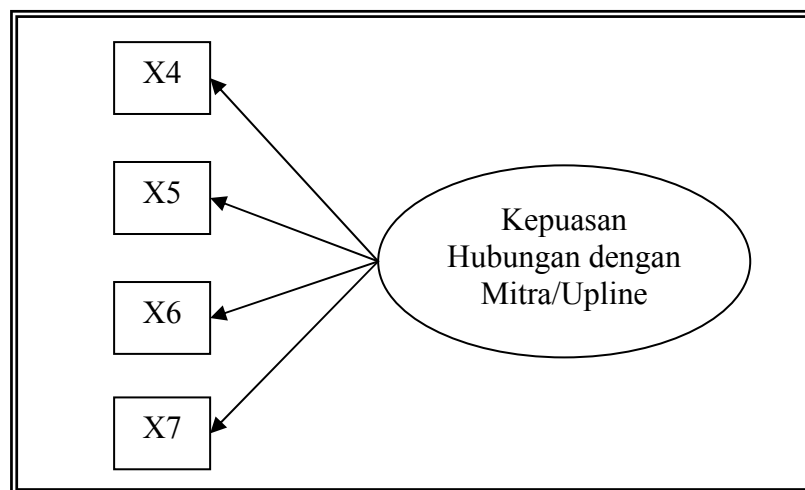 X4
X5
X6
X7
Kepuasan
Hubungan dengan
Mitra/Upline